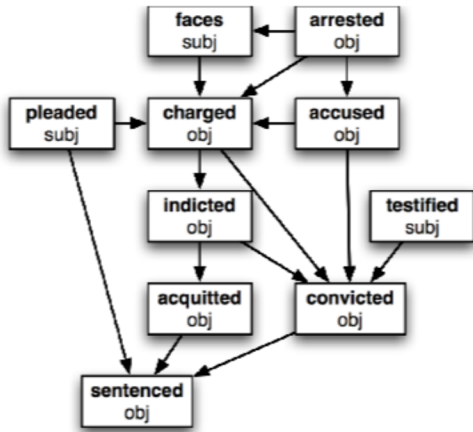 faces
subj
arrested
obj
pleaded
subj
charged
obj
accused
obj
indicted
obj
testified
subj
acquitted
obj
convicted
obj
sentenced
obj